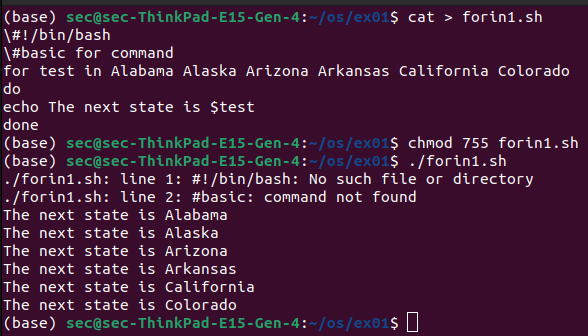 (base) sec@sec-ThinkPad-E15-Gen-4:~/os/ex01$ cat > forin1.sh
\#!/bin/bash
\#basic for command
for test in Alabama Alaska Arizona Arkansas California Colorado
do
echo The next state is $test
done
(base) sec@sec-ThinkPad-E15-Gen-4:~/os/ex01$ chmod 755 forin1.sh
(base) sec@sec-ThinkPad-E15-Gen-4:~/os/ex01$ ./forin1.sh
./forin1.sh: line 1: #!/bin/bash: No such file or directory
./forin1.sh: line 2: #basic: command not found
The next state is Alabama
The next state is Alaska
The next state is Arizona
The next state is Arkansas
The next state is California
The next state is Colorado
(base) sec@sec-ThinkPad-E15-Gen-4:~/os/ex01$